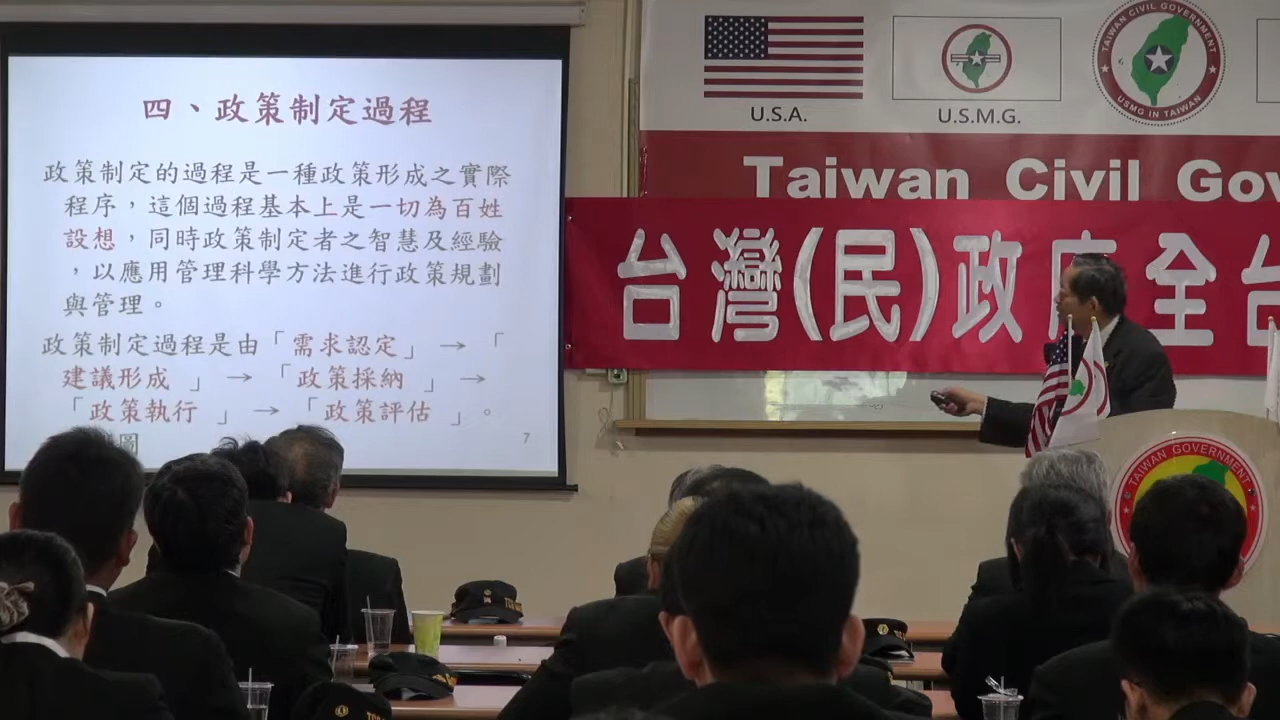 四、政策制定過程
政策制定的過程是一種政策形成之實際
程序，這個過程基本上是一切為百姓
設想，同時政策制定者之智慧及經驗
，以應用管理科學方法進行政策規劃
與管理。
政策制定過程是由「需求認定」→「
建議形成 」→「政策採納 」→
「政策執行 」→「政策評估 」。
圖
7
U.S.A.
U.S.M.G.
TAIWAN CIVIL GOVERNMENT
USMG IN TAIWAN
Taiwan Civil Gov
台灣(民)政府全台
TAIWAN GOVERNMENT